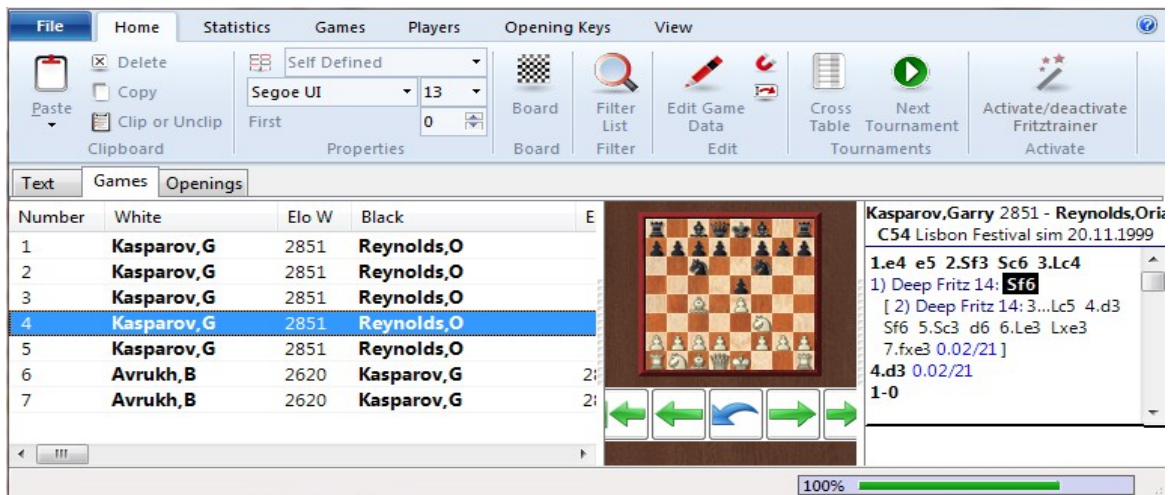 File Home Statistics Games Players Opening Keys View
Paste
Delete
Copy
Clip or Unclip
Clipboard
Self Defined
Segoe UI 13
First 0
Properties
Board
Board
Filter List
Filter
Edit Game Data
Edit
Cross Table
Next Tournament
Tournaments
Activate/deactivate Fritztrainer
Activate
Text Games Openings
Number White Elo W Black E
1 Kasparov,G 2851 Reynolds,O
2 Kasparov,G 2851 Reynolds,O
3 Kasparov,G 2851 Reynolds,O
4 Kasparov,G 2851 Reynolds,O
5 Kasparov,G 2851 Reynolds,O
6 Avrukh,B 2620 Kasparov,G
7 Avrukh,B 2620 Kasparov,G
Kasparov,Garry 2851 - Reynolds,Oria
C54 Lisbon Festival sim 20.11.1999
1.e4 e5 2.Sf3 Sc6 3.Lc4
1) Deep Fritz 14: Sf6
[ 2) Deep Fritz 14: 3...Lc5 4.d3
Sf6 5.Sc3 d6 6.Le3 Lxe3
7.fxe3 0.02/21 ]
4.d3 0.02/21
1-0
100%